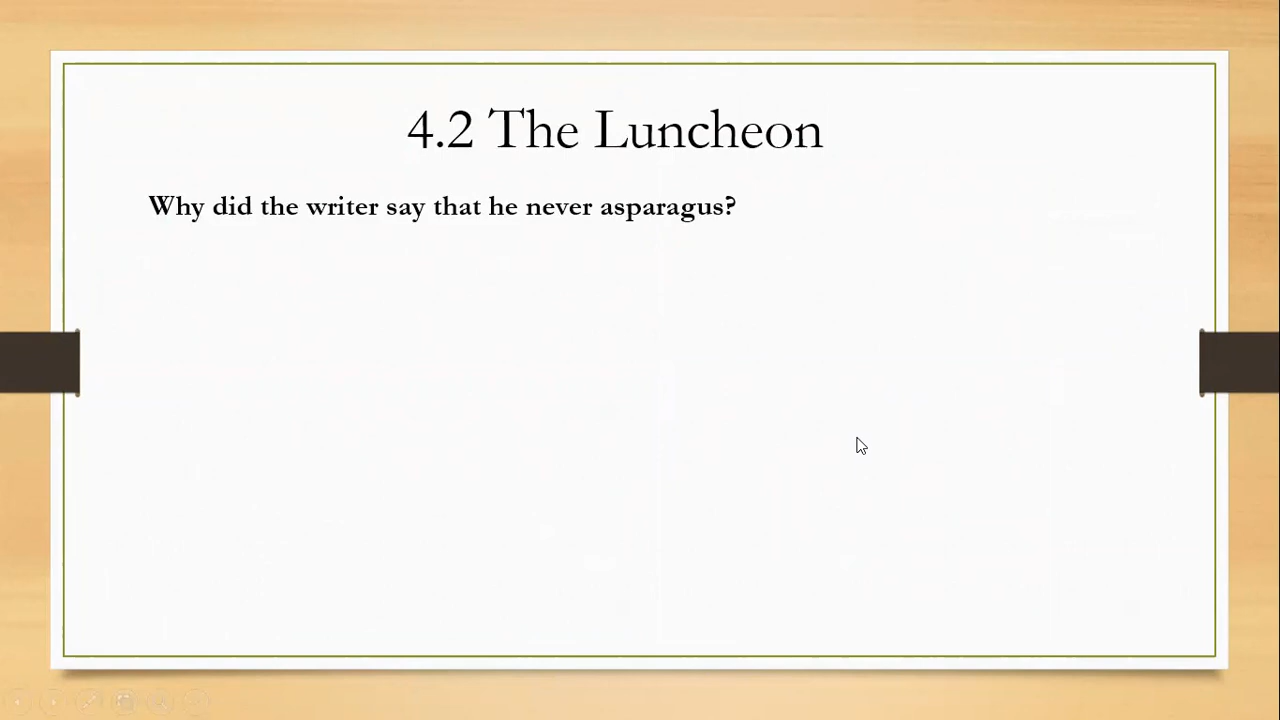 4.2 The Luncheon
Why did the writer say that he never asparagus?